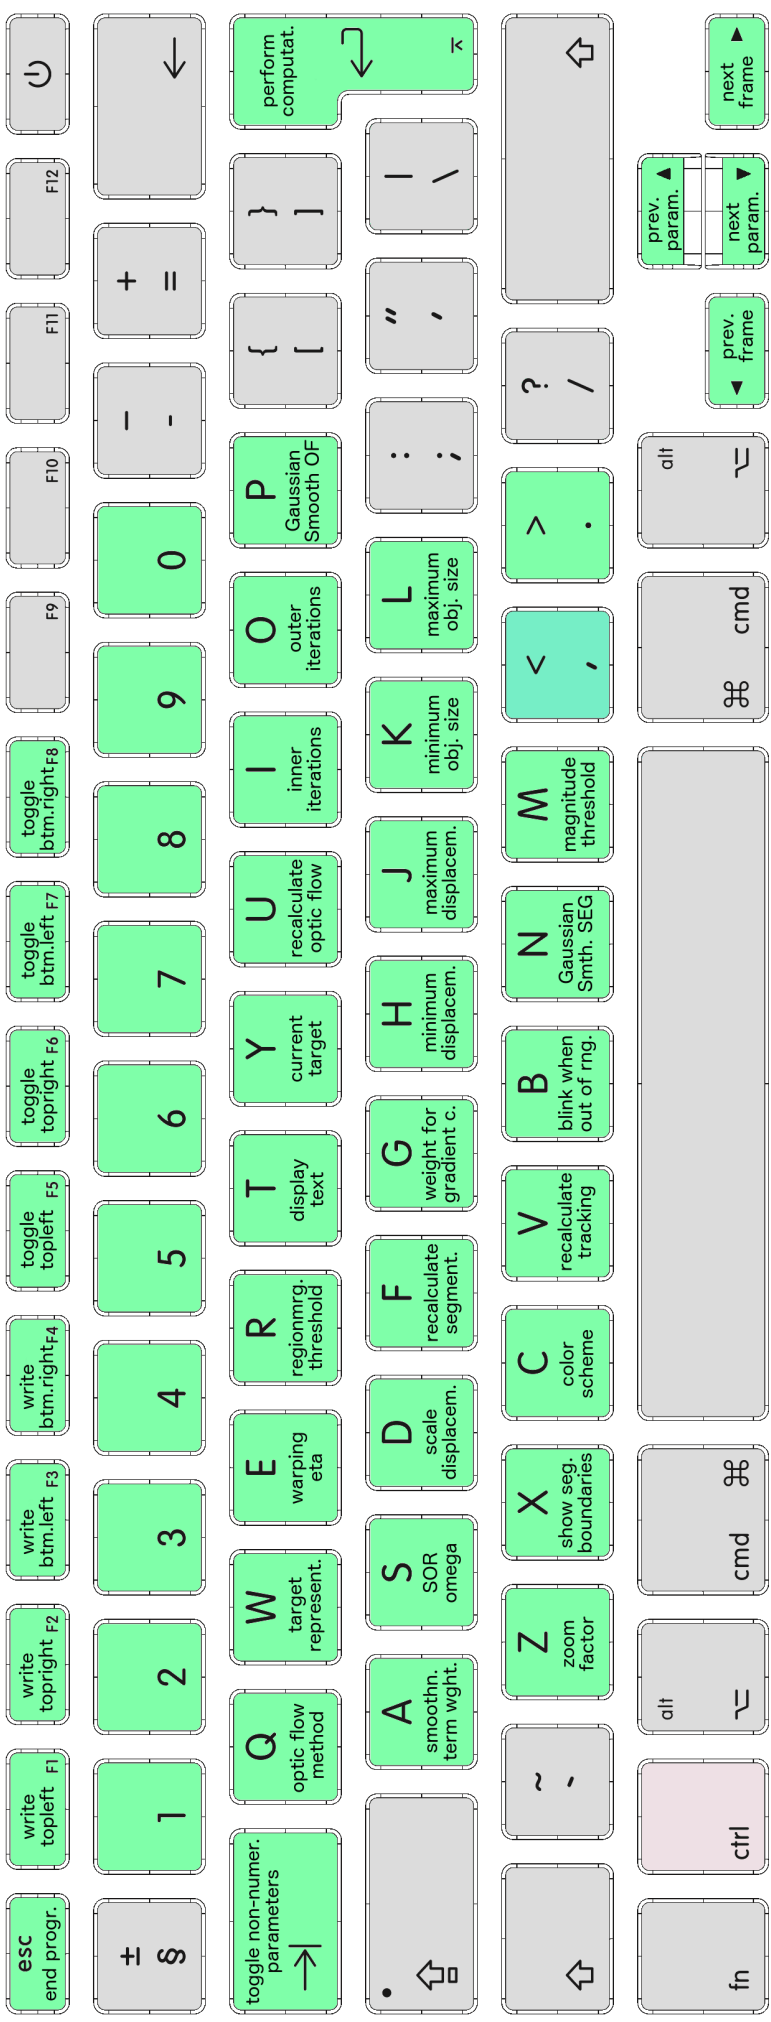 esc
end progr.
write
topleft F1
write
topright F2
write
btm.left F3
write
btm.right F4
toggle
topleft F5
toggle
topright F6
toggle
btm.left F7
toggle
btm.right F8
F9
F10
F11
F12
±
§
1
2
3
4
5
6
7
8
9
0
_
-
+
=
toggle non-numer.
parameters
Q
optic flow
method
W
target
represent.
E
warping
eta
R
regionmrg.
threshold
T
display
text
Y
current
target
U
recalculate
optic flow
I
inner
iterations
O
outer
iterations
P
Gaussian
Smooth OF
{
[
}
]
perform
computat.
A
smoothn.
term wght.
S
SOR
omega
D
scale
displacem.
F
recalculate
segment.
G
weight for
gradient c.
H
minimum
displacem.
J
maximum
displacem.
K
minimum
obj. size
L
maximum
obj. size
:
;
"
'
|
\
~
`
Z
zoom
factor
X
show seg.
boundaries
C
color
scheme
V
recalculate
tracking
B
blink when
out of rng.
N
Gaussian
Smth. SEG
M
magnitude
threshold
<
,
>
.
?
/
fn
ctrl
alt
⌥
cmd ⌘
⌘ cmd
alt
⌥
◀ prev.
frame
prev. ▲
param.
next ▼
param.
next ▶
frame